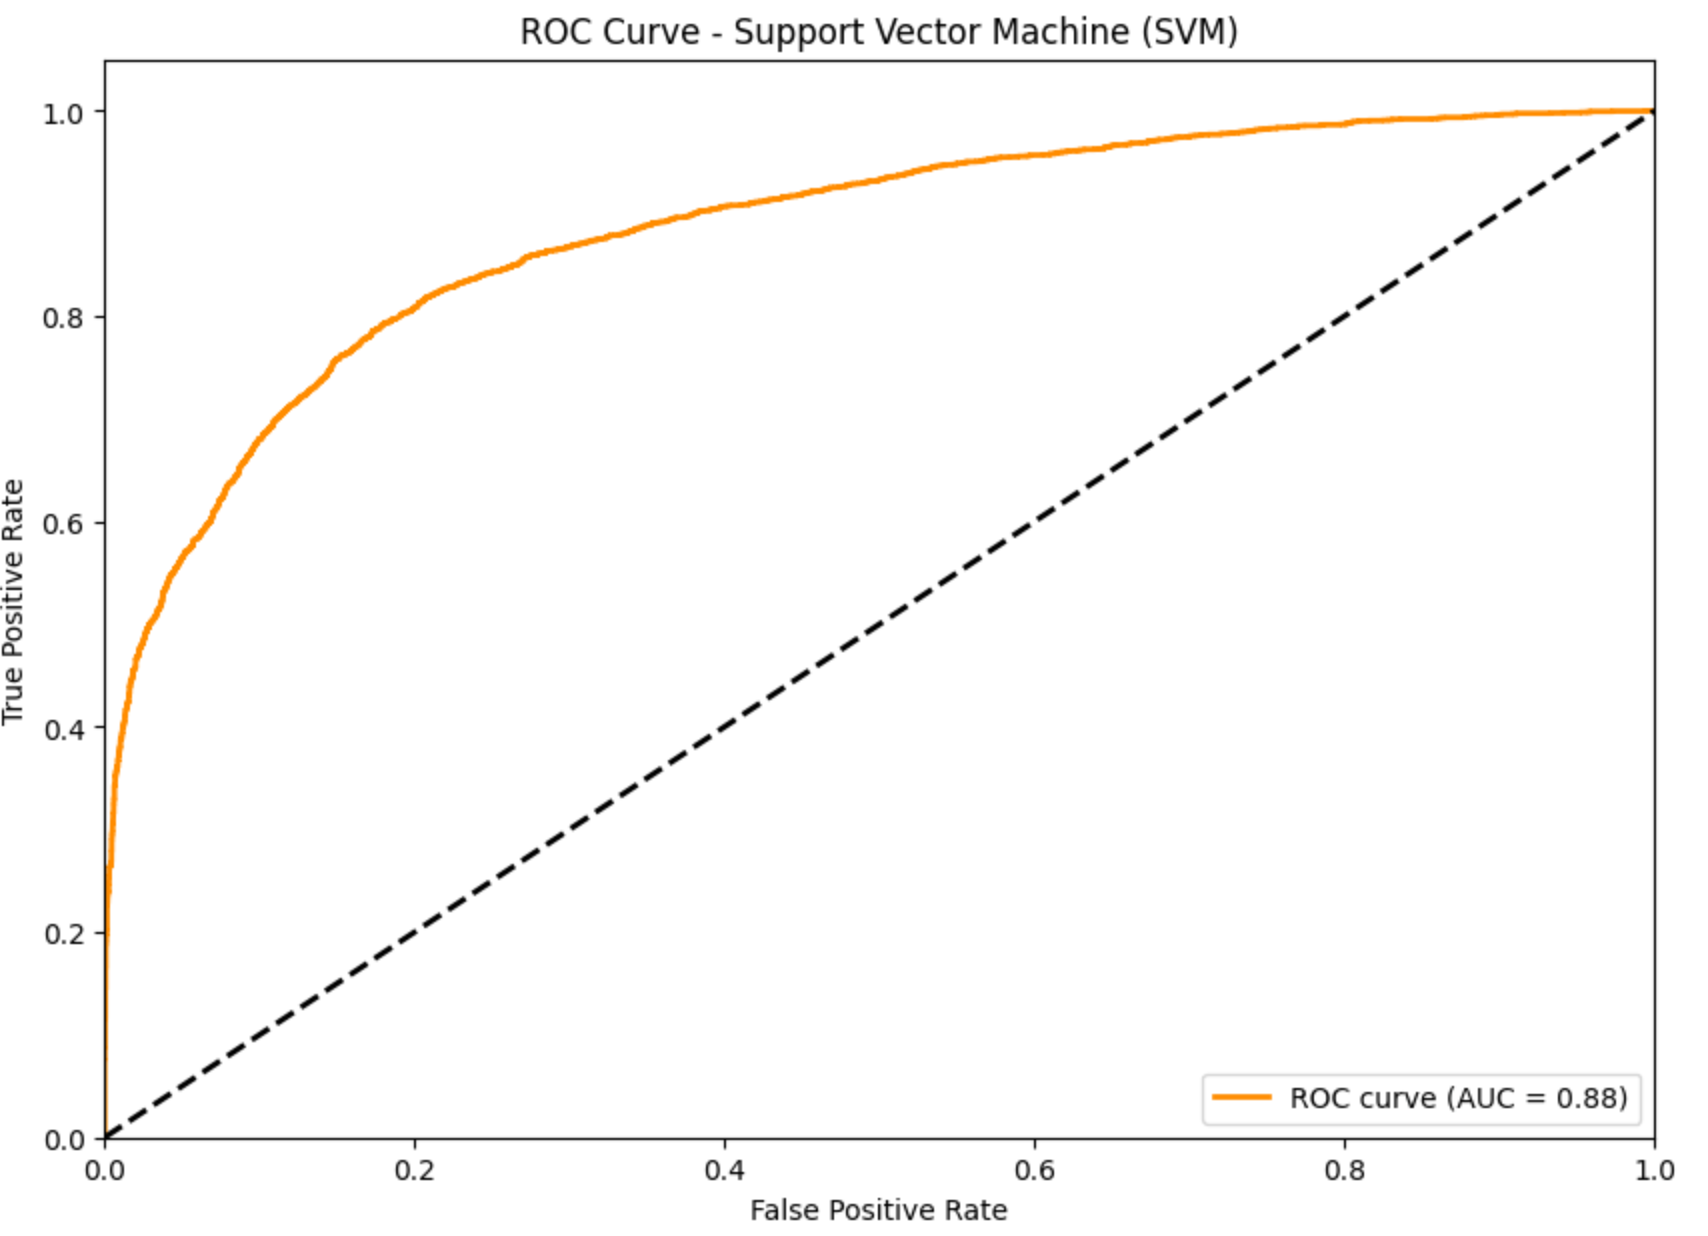 ROC Curve - Support Vector Machine (SVM)
True Positive Rate
1.0
0.8
0.6
0.4
0.2
0.0
0.0 0.2 0.4 0.6 0.8 1.0
False Positive Rate
ROC curve (AUC = 0.88)